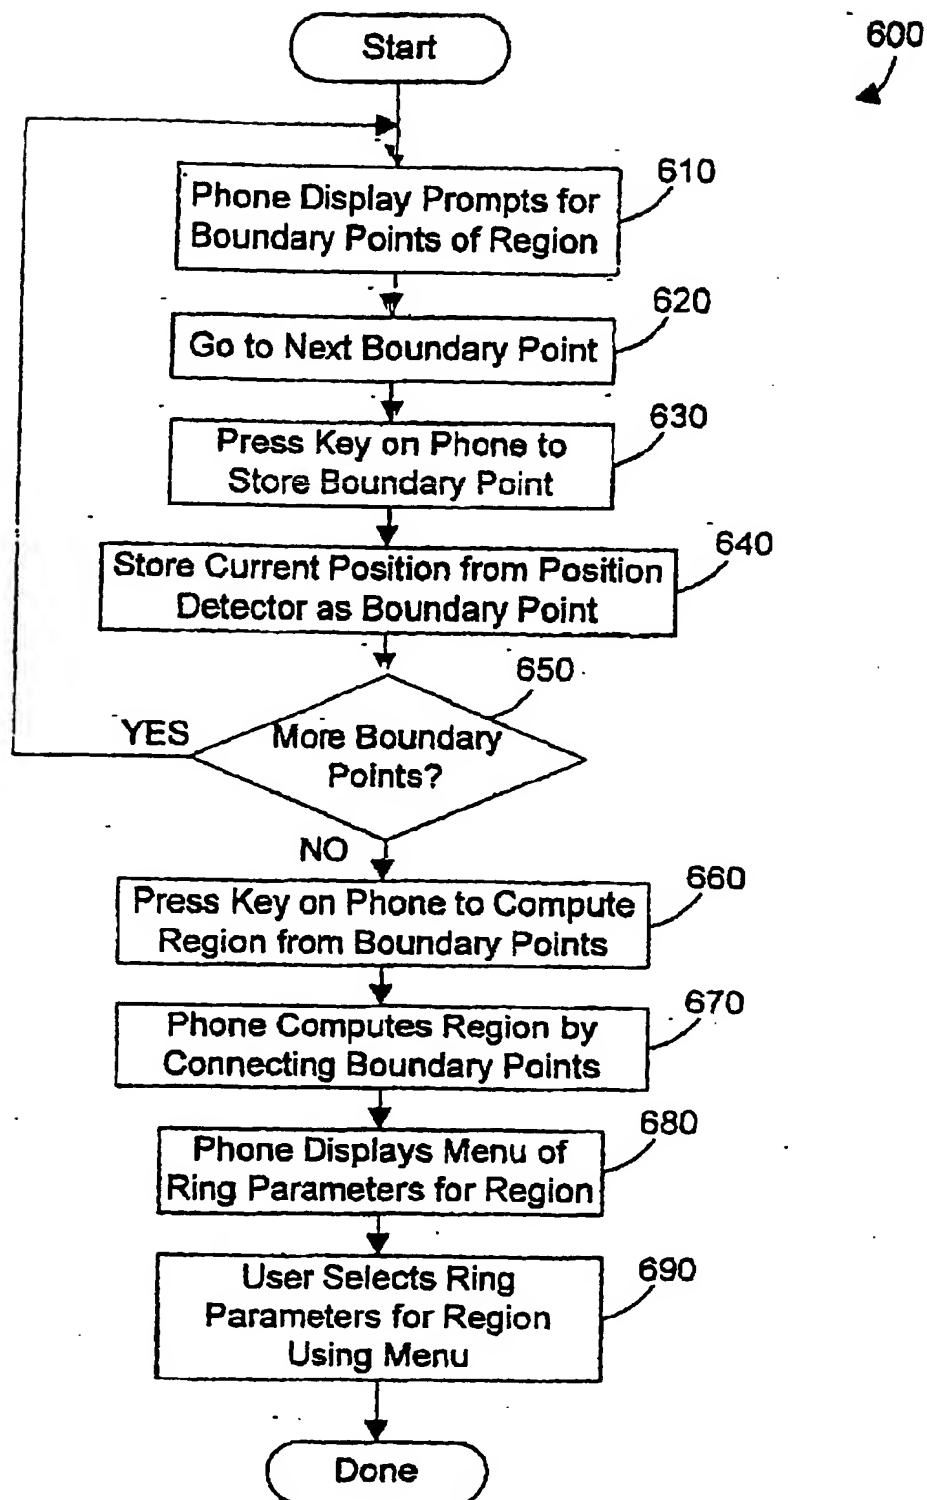 Start
600
Phone Display Prompts for
Boundary Points of Region
610
Go to Next Boundary Point
620
Press Key on Phone to
Store Boundary Point
630
Store Current Position from Position
Detector as Boundary Point
640
More Boundary
Points?
650
YES
NO
Press Key on Phone to Compute
Region from Boundary Points
660
Phone Computes Region by
Connecting Boundary Points
670
Phone Displays Menu of
Ring Parameters for Region
680
User Selects Ring
Parameters for Region
Using Menu
690
Done